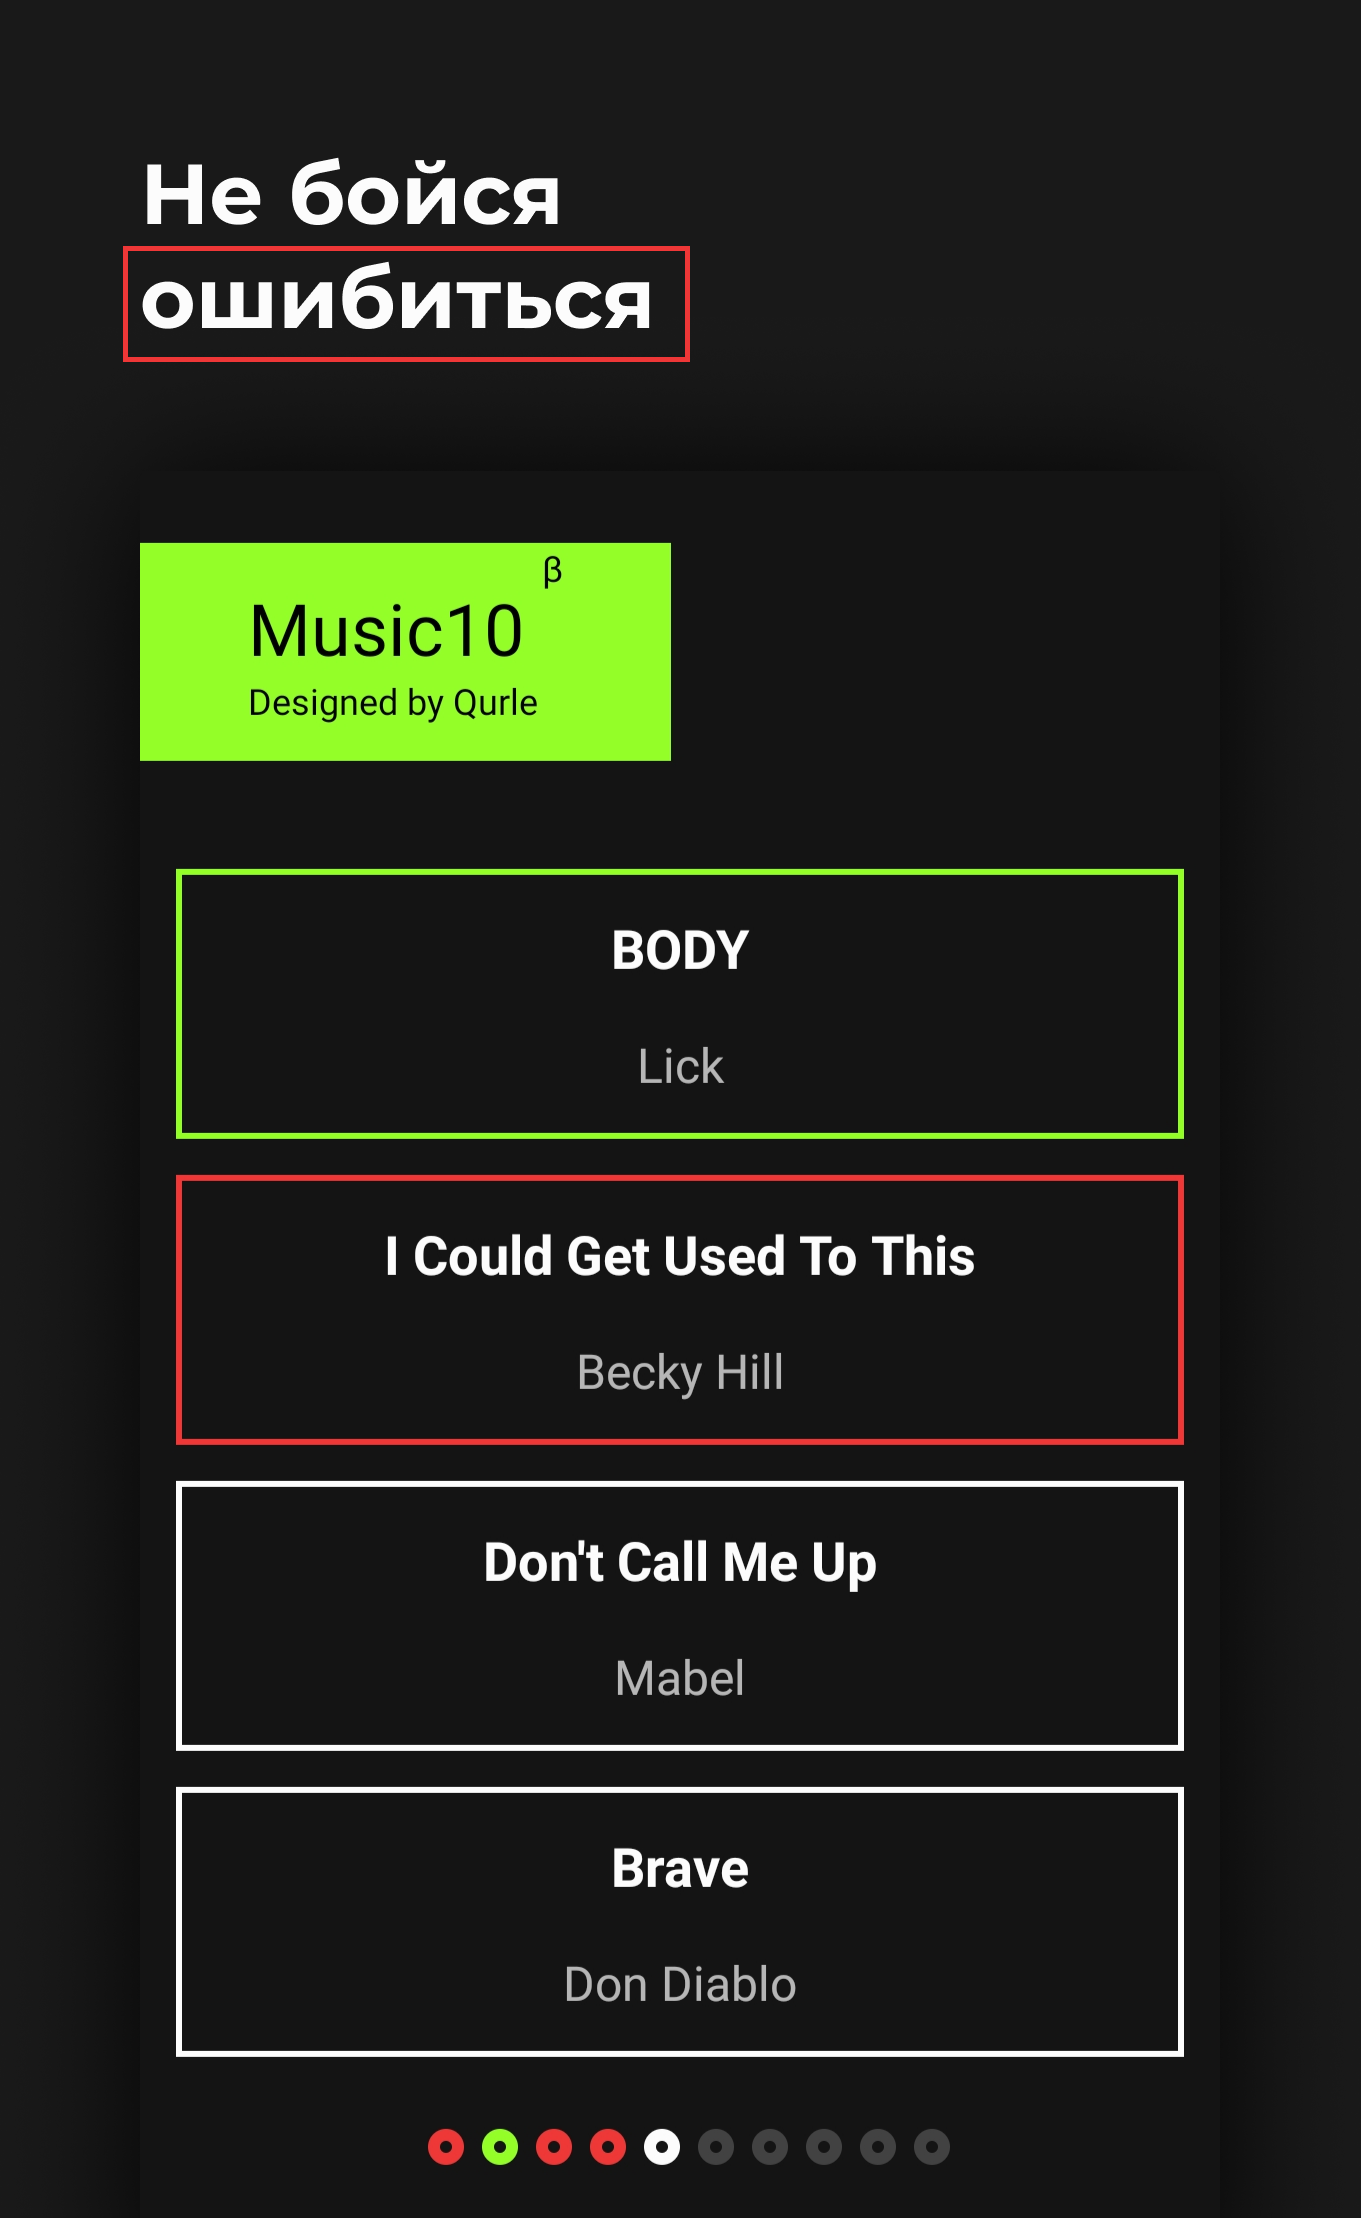 Не бойся
ошибиться
β
Music10
Designed by Qurle
BODY
Lick
I Could Get Used To This
Becky Hill
Don't Call Me Up
Mabel
Brave
Don Diablo